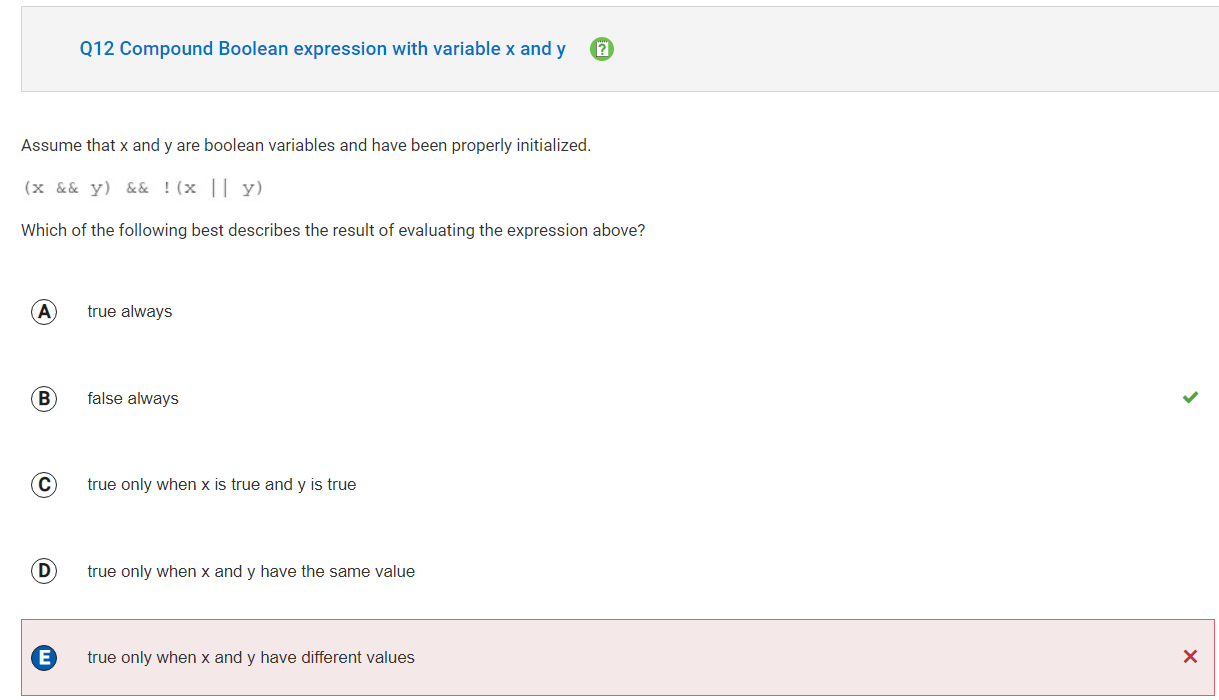 Q12 Compound Boolean expression with variable x and y
Assume that x and y are boolean variables and have been properly initialized.
(x && y) && !(x || y)
Which of the following best describes the result of evaluating the expression above?
A true always
B false always
C true only when x is true and y is true
D true only when x and y have the same value
E true only when x and y have different values